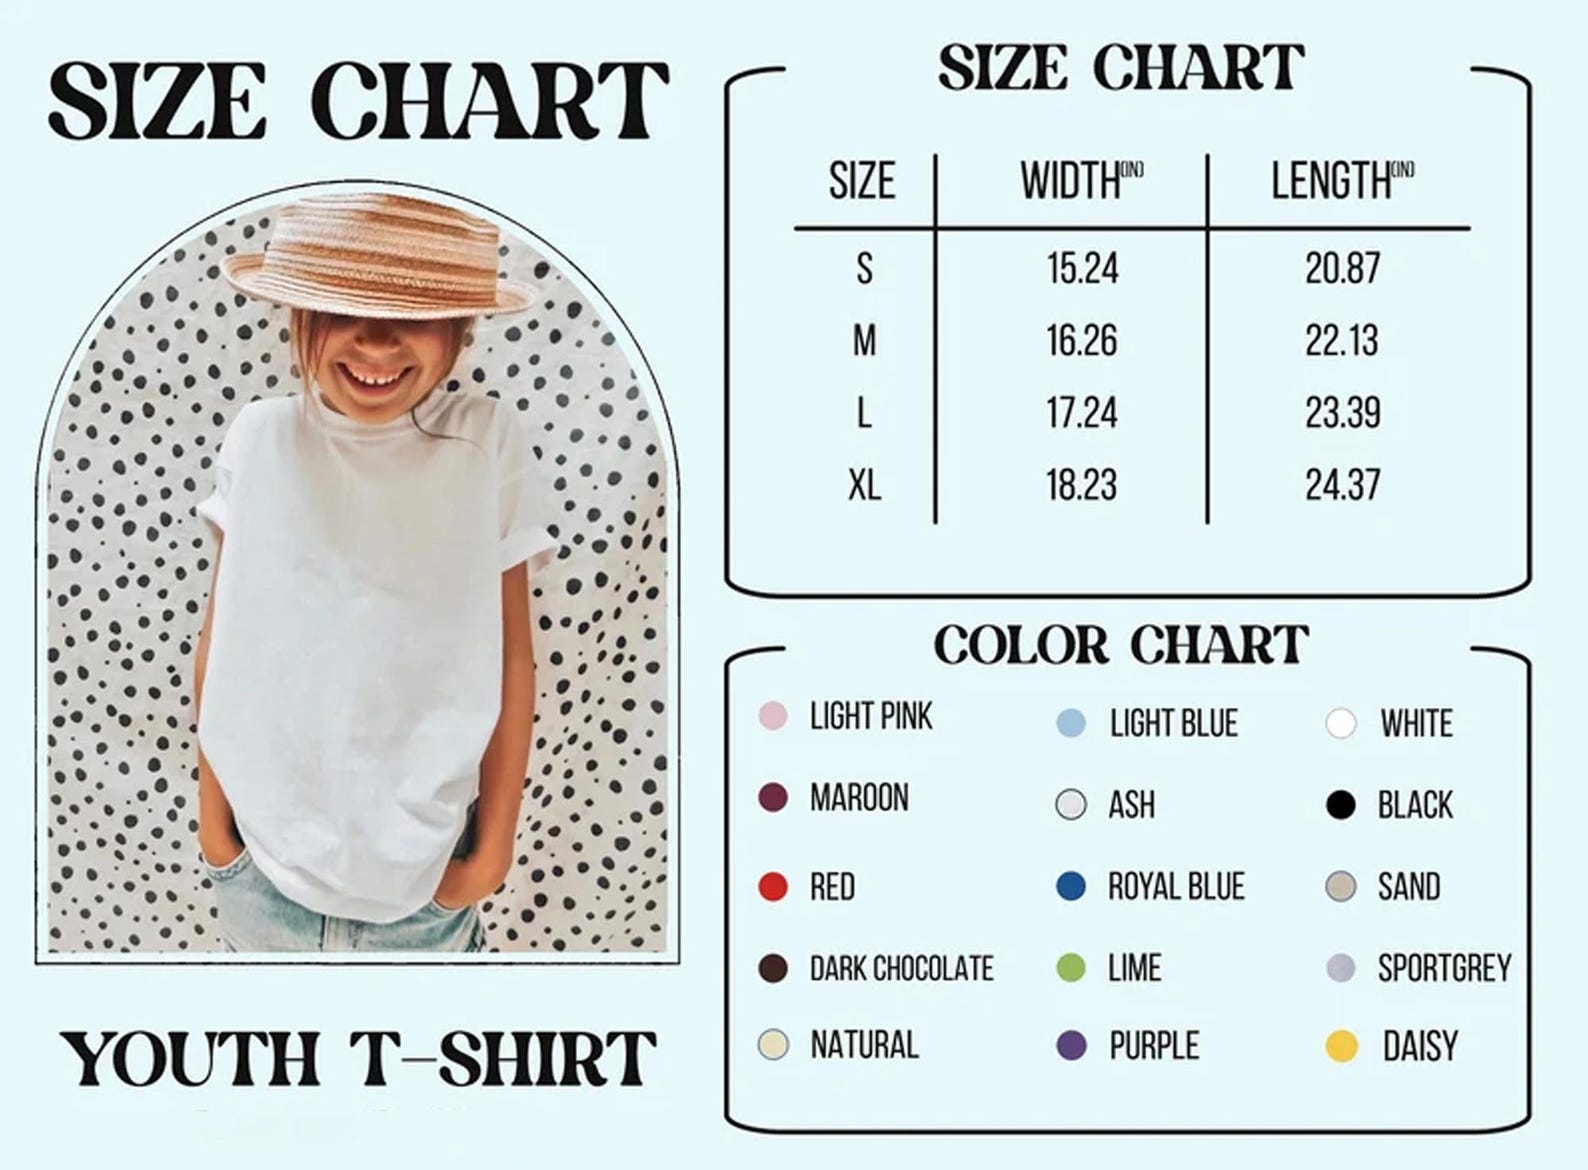 SIZE CHART
YOUTH T-SHIRT
SIZE CHART
SIZE WIDTH(IN) LENGTH(IN)
S 15.24 20.87
M 16.26 22.13
L 17.24 23.39
XL 18.23 24.37
COLOR CHART
LIGHT PINK LIGHT BLUE WHITE
MAROON ASH BLACK
RED ROYAL BLUE SAND
DARK CHOCOLATE LIME SPORTGREY
NATURAL PURPLE DAISY